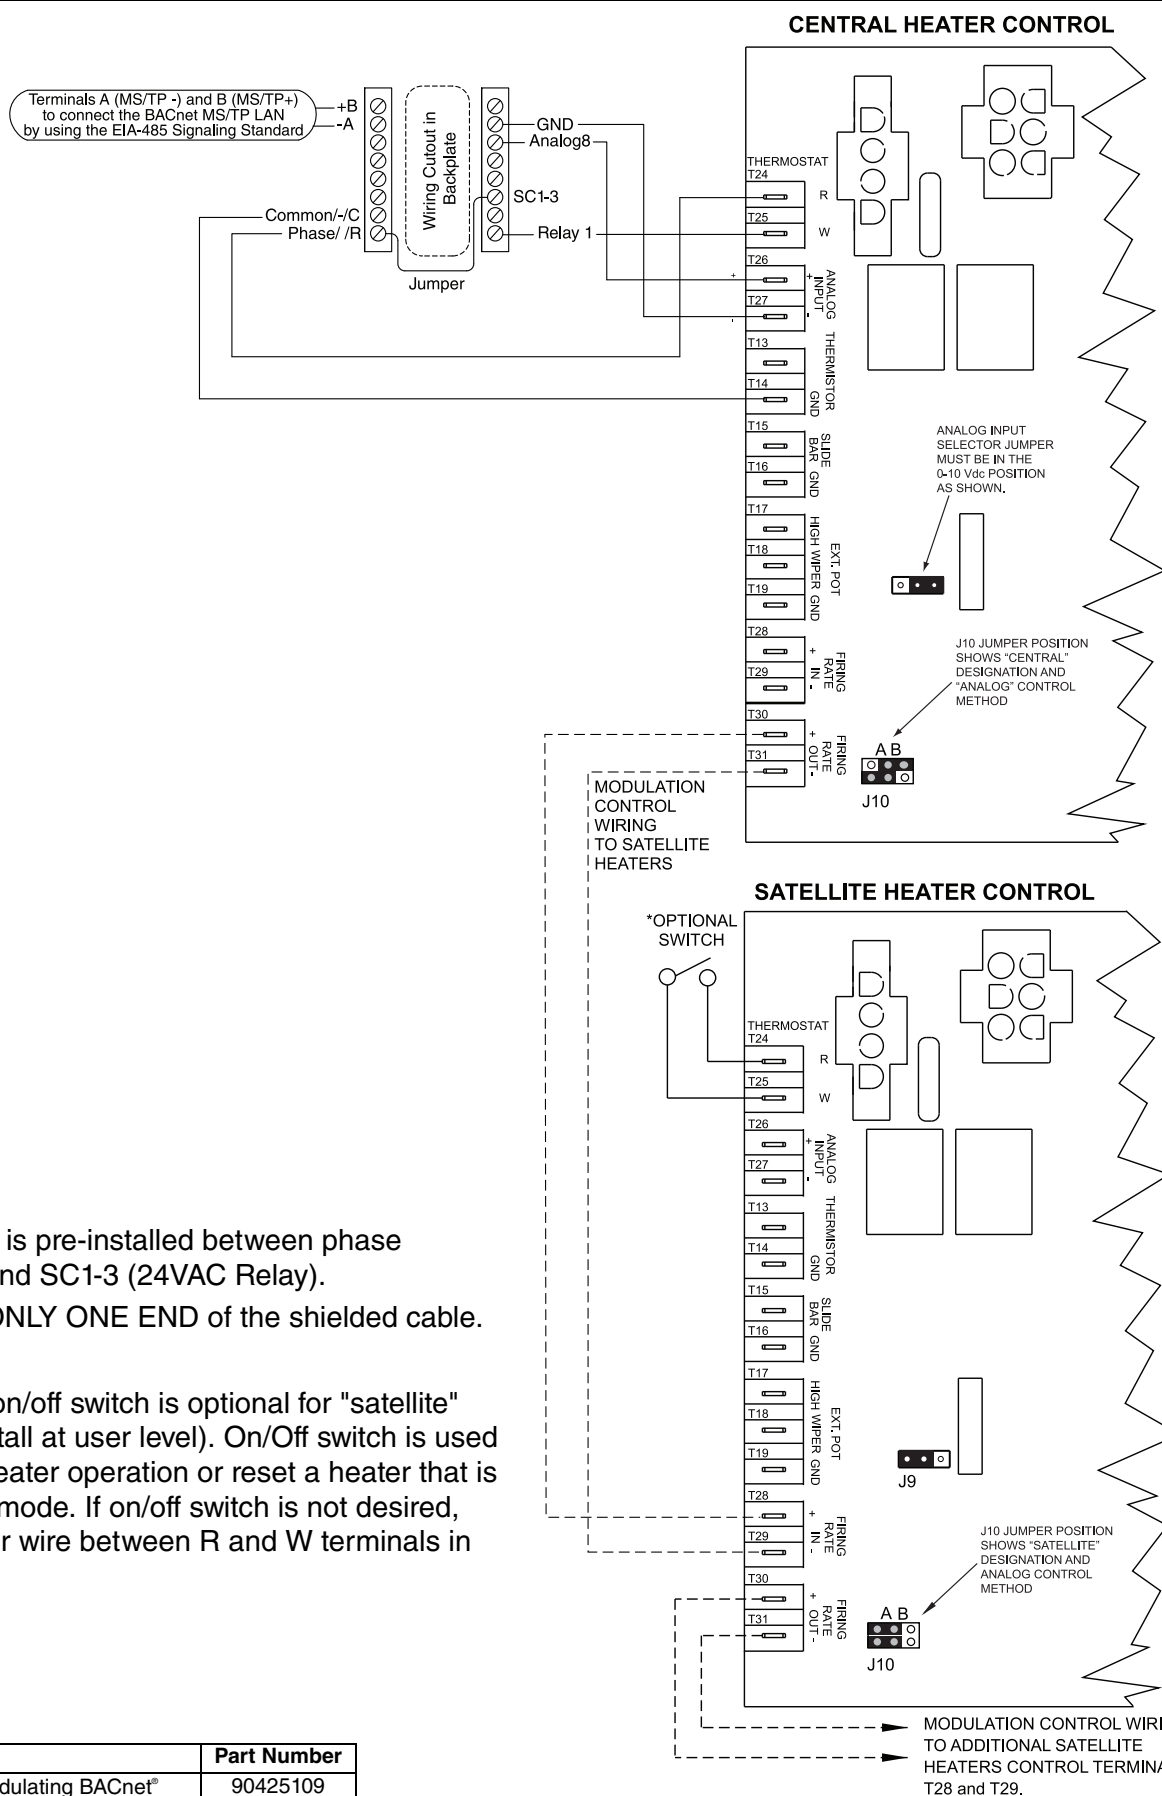 CENTRAL HEATER CONTROL
Terminals A (MS/TP -) and B (MS/TP+)
to connect the BACnet MS/TP LAN
by using the EIA-485 Signaling Standard
+B
-A
Wiring Cutout in
Backplate
GND
Analog8
SC1-3
Common/-/C
Phase/ /R
Relay 1
Jumper
THERMOSTAT
T24
R
T25
W
T26
+
ANALOG
INPUT
T27
-
T13
THERMISTOR
T14
GND
T15
SLIDE
BAR
T16
GND
T17
HIGH
T18
WIPER
EXT. POT
T19
GND
T28
+
FIRING
RATE
IN
T29
-
T30
+
FIRING
RATE
OUT
T31
-
ANALOG INPUT
SELECTOR JUMPER
MUST BE IN THE
0-10 Vdc POSITION
AS SHOWN.
J10 JUMPER POSITION
SHOWS "CENTRAL"
DESIGNATION AND
"ANALOG" CONTROL
METHOD
A B
J10
MODULATION
CONTROL
WIRING
TO SATELLITE
HEATERS
SATELLITE HEATER CONTROL
*OPTIONAL
SWITCH
THERMOSTAT
T24
R
T25
W
T26
+
ANALOG
INPUT
T27
-
T13
THERMISTOR
T14
GND
T15
SLIDE
BAR
T16
GND
T17
HIGH
T18
WIPER
EXT. POT
T19
GND
J9
T28
+
FIRING
RATE
IN
T29
-
T30
+
FIRING
RATE
OUT
T31
-
J10 JUMPER POSITION
SHOWS "SATELLITE"
DESIGNATION AND
ANALOG CONTROL
METHOD
A B
J10
MODULATION CONTROL WIRI
TO ADDITIONAL SATELLITE
HEATERS CONTROL TERMINA
T28 and T29.
is pre-installed between phase
nd SC1-3 (24VAC Relay).
ONLY ONE END of the shielded cable.
on/off switch is optional for "satellite"
tall at user level). On/Off switch is used
eater operation or reset a heater that is
mode. If on/off switch is not desired,
r wire between R and W terminals in
Part Number
dulating BACnet®
90425109